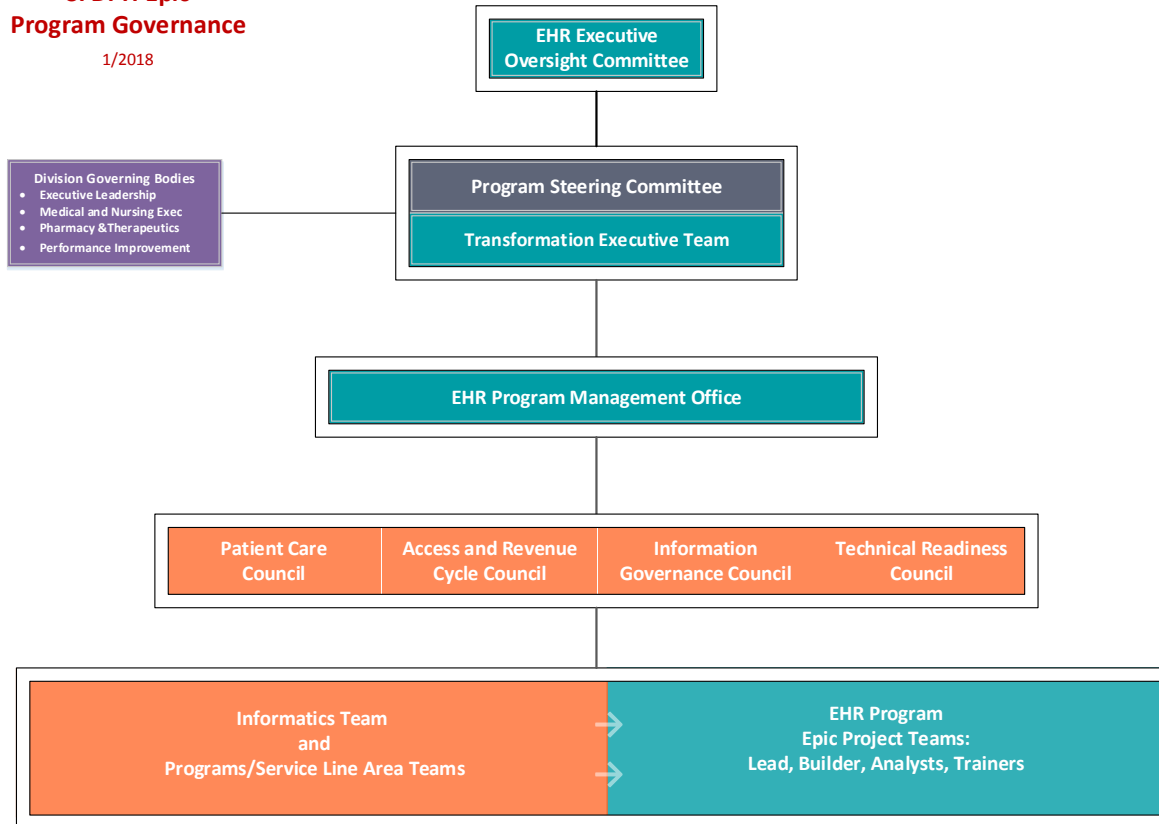 Program Governance
1/2018
EHR Executive
Oversight Committee
Division Governing Bodies
• Executive Leadership
• Medical and Nursing Exec
• Pharmacy &Therapeutics
• Performance Improvement
Program Steering Committee
Transformation Executive Team
EHR Program Management Office
Patient Care
Council
Access and Revenue
Cycle Council
Information
Governance Council
Technical Readiness
Council
Informatics Team
and
Programs/Service Line Area Teams
EHR Program
Epic Project Teams:
Lead, Builder, Analysts, Trainers